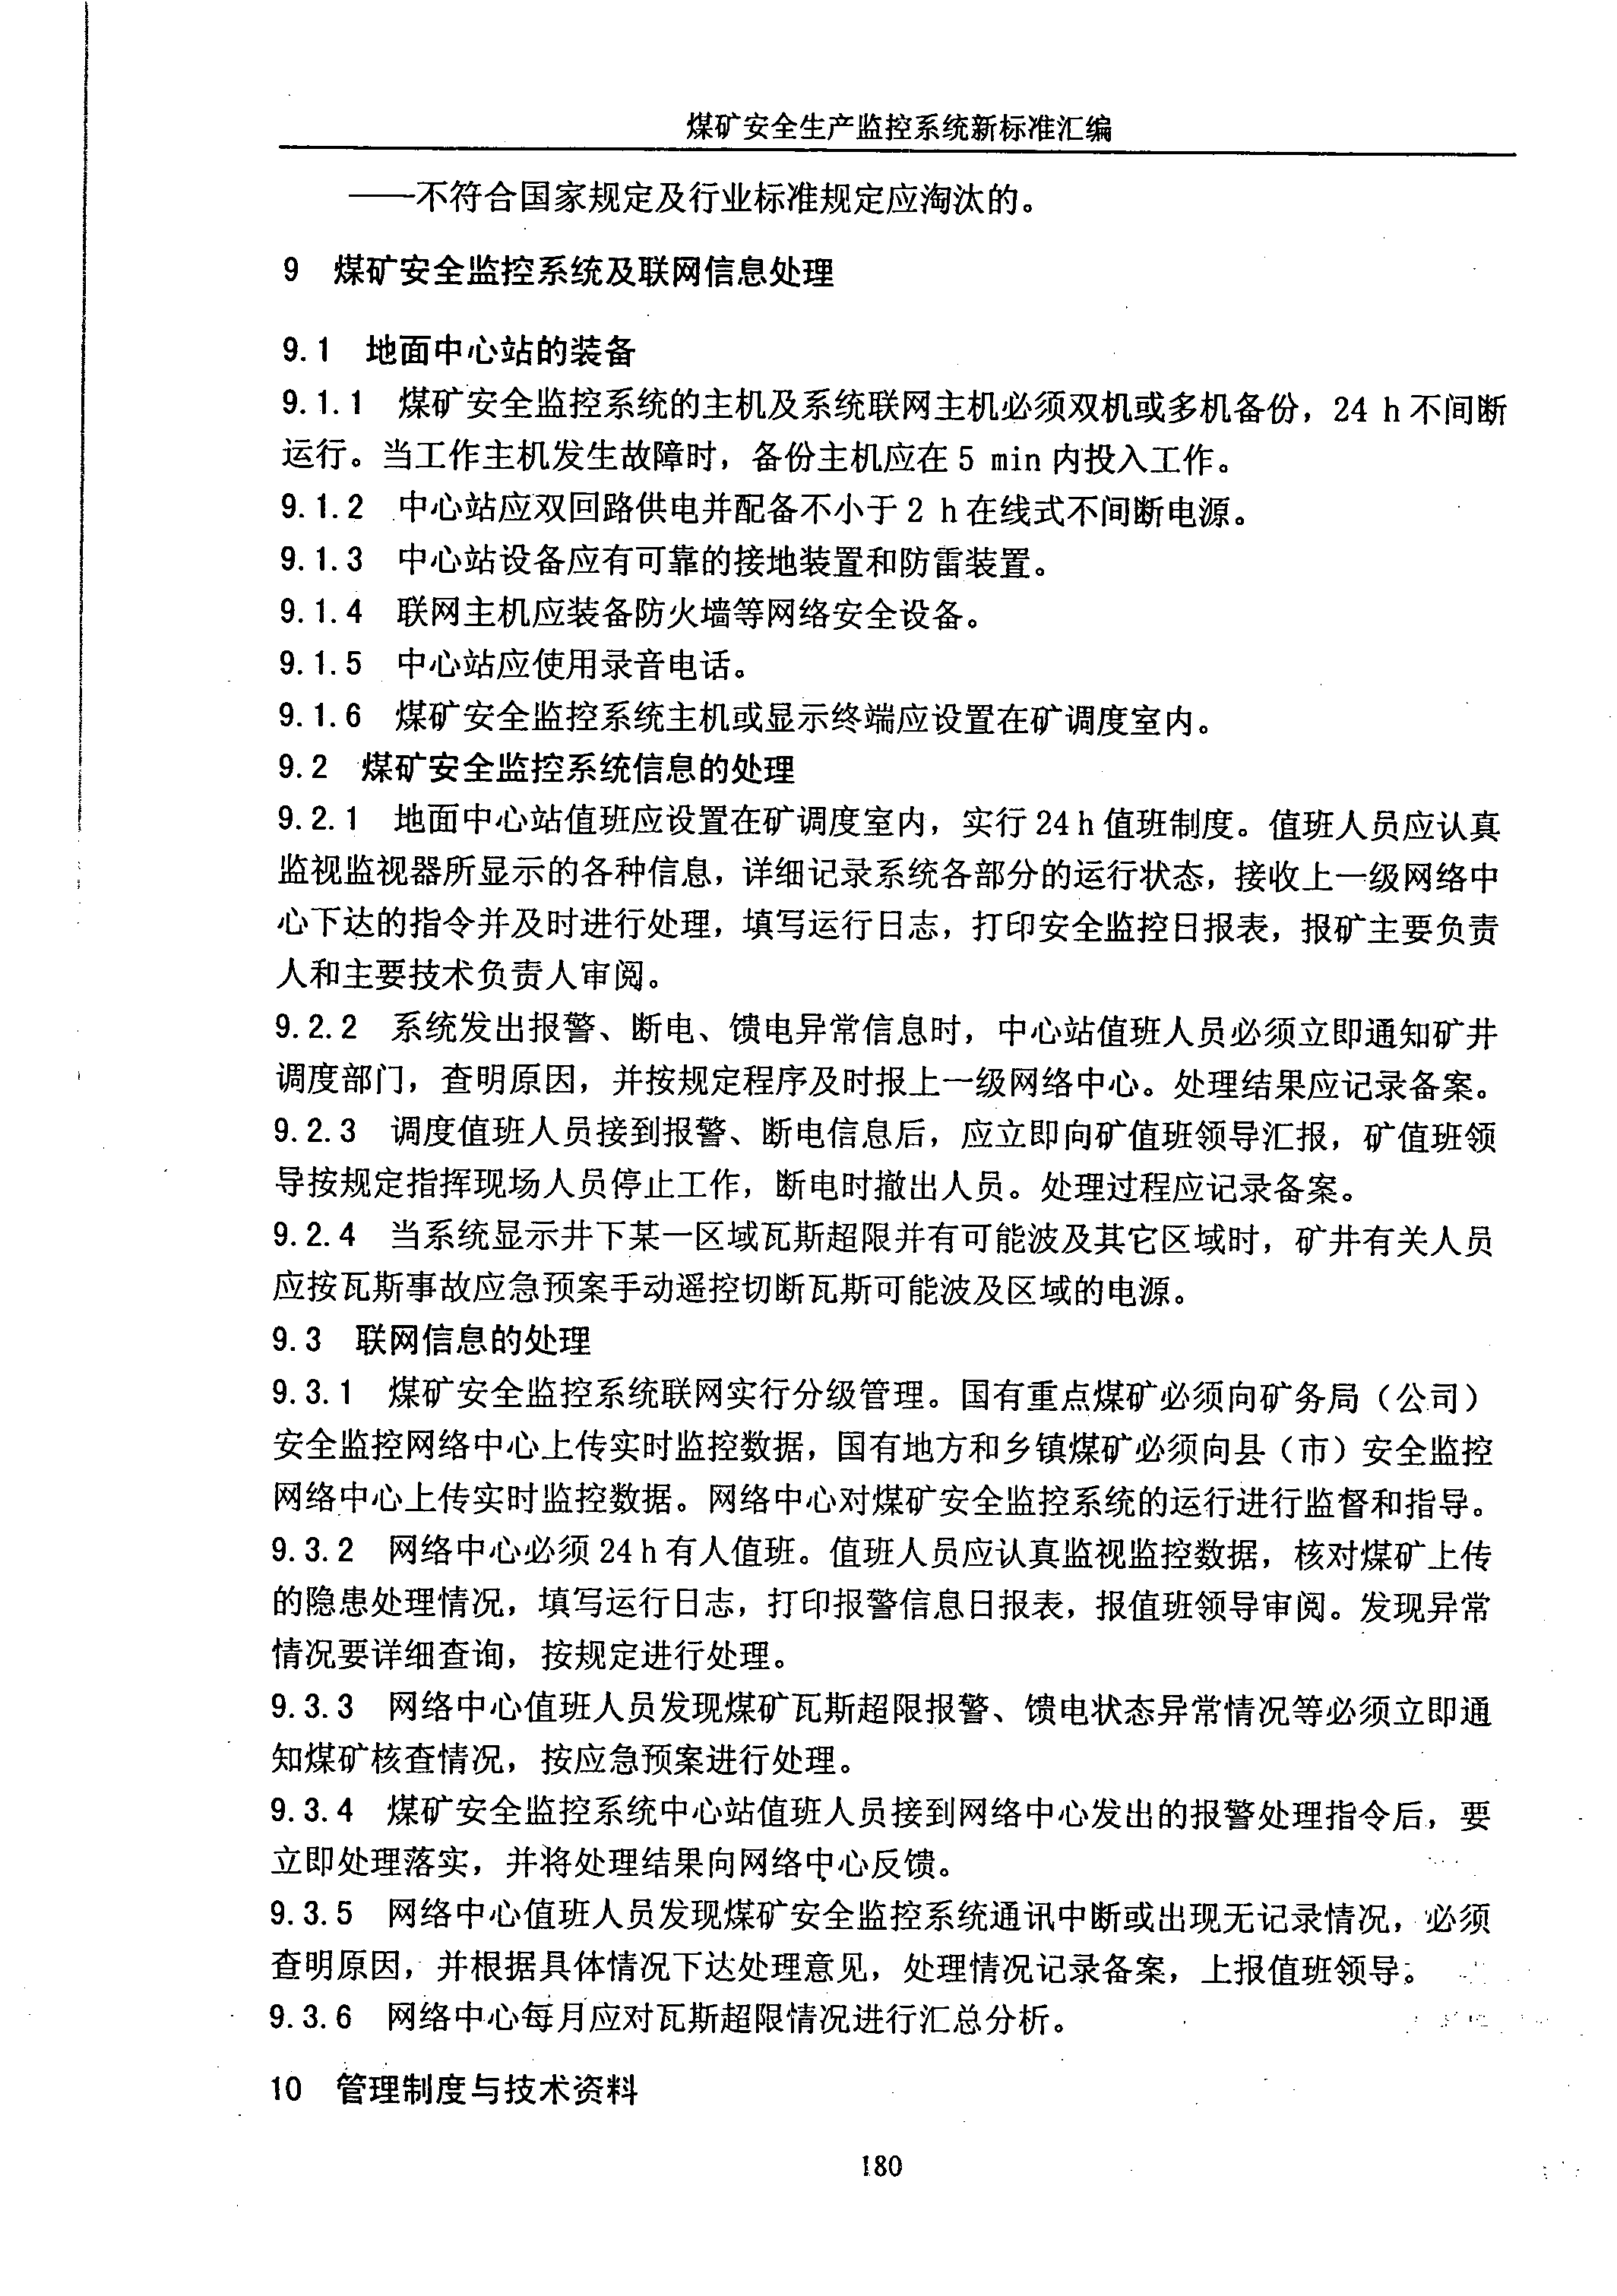 煤矿安全生产监控系统新标准汇编
——不符合国家规定及行业标准规定应淘汰的。
9 煤矿安全监控系统及联网信息处理
9.1 地面中心站的装备
9.1.1 煤矿安全监控系统的主机及系统联网主机必须双机或多机备份，24 h 不间断
运行。当工作主机发生故障时，备份主机应在 5 min 内投入工作。
9.1.2 中心站应双回路供电并配备不小于 2 h 在线式不间断电源。
9.1.3 中心站设备应有可靠的接地装置和防雷装置。
9.1.4 联网主机应装备防火墙等网络安全设备。
9.1.5 中心站应使用录音电话。
9.1.6 煤矿安全监控系统主机或显示终端应设置在矿调度室内。
9.2 煤矿安全监控系统信息的处理
9.2.1 地面中心站值班应设置在矿调度室内，实行 24 h 值班制度。值班人员应认真
监视监视器所显示的各种信息，详细记录系统各部分的运行状态，接收上一级网络中
心下达的指令并及时进行处理，填写运行日志，打印安全监控日报表，报矿主要负责
人和主要技术负责人审阅。
9.2.2 系统发出报警、断电、馈电异常信息时，中心站值班人员必须立即通知矿井
调度部门，查明原因，并按规定程序及时报上一级网络中心。处理结果应记录备案。
9.2.3 调度值班人员接到报警、断电信息后，应立即向矿值班领导汇报，矿值班领
导按规定指挥现场人员停止工作，断电时撤出人员。处理过程应记录备案。
9.2.4 当系统显示井下某一区域瓦斯超限并有可能波及其它区域时，矿井有关人员
应按瓦斯事故应急预案手动遥控切断瓦斯可能波及区域的电源。
9.3 联网信息的处理
9.3.1 煤矿安全监控系统联网实行分级管理。国有重点煤矿必须向矿务局（公司）
安全监控网络中心上传实时监控数据，国有地方和乡镇煤矿必须向县（市）安全监控
网络中心上传实时监控数据。网络中心对煤矿安全监控系统的运行进行监督和指导。
9.3.2 网络中心必须 24 h 有人值班。值班人员应认真监视监控数据，核对煤矿上传
的隐患处理情况，填写运行日志，打印报警信息日报表，报值班领导审阅。发现异常
情况要详细查询，按规定进行处理。
9.3.3 网络中心值班人员发现煤矿瓦斯超限报警、馈电状态异常情况等必须立即通
知煤矿核查情况，按应急预案进行处理。
9.3.4 煤矿安全监控系统中心站值班人员接到网络中心发出的报警处理指令后，要
立即处理落实，并将处理结果向网络中心反馈。
9.3.5 网络中心值班人员发现煤矿安全监控系统通讯中断或出现无记录情况，必须
查明原因，并根据具体情况下达处理意见，处理情况记录备案，上报值班领导。
9.3.6 网络中心每月应对瓦斯超限情况进行汇总分析。
10 管理制度与技术资料
180